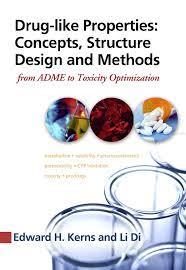 Drug-like Properties:
Concepts, Structure
Design and Methods
from ADME to Toxicity Optimization
metabolism • solubility • pharmacokinetics
permeability • CYP inhibition
toxicity • prodrugs
Edward H. Kerns and Li Di